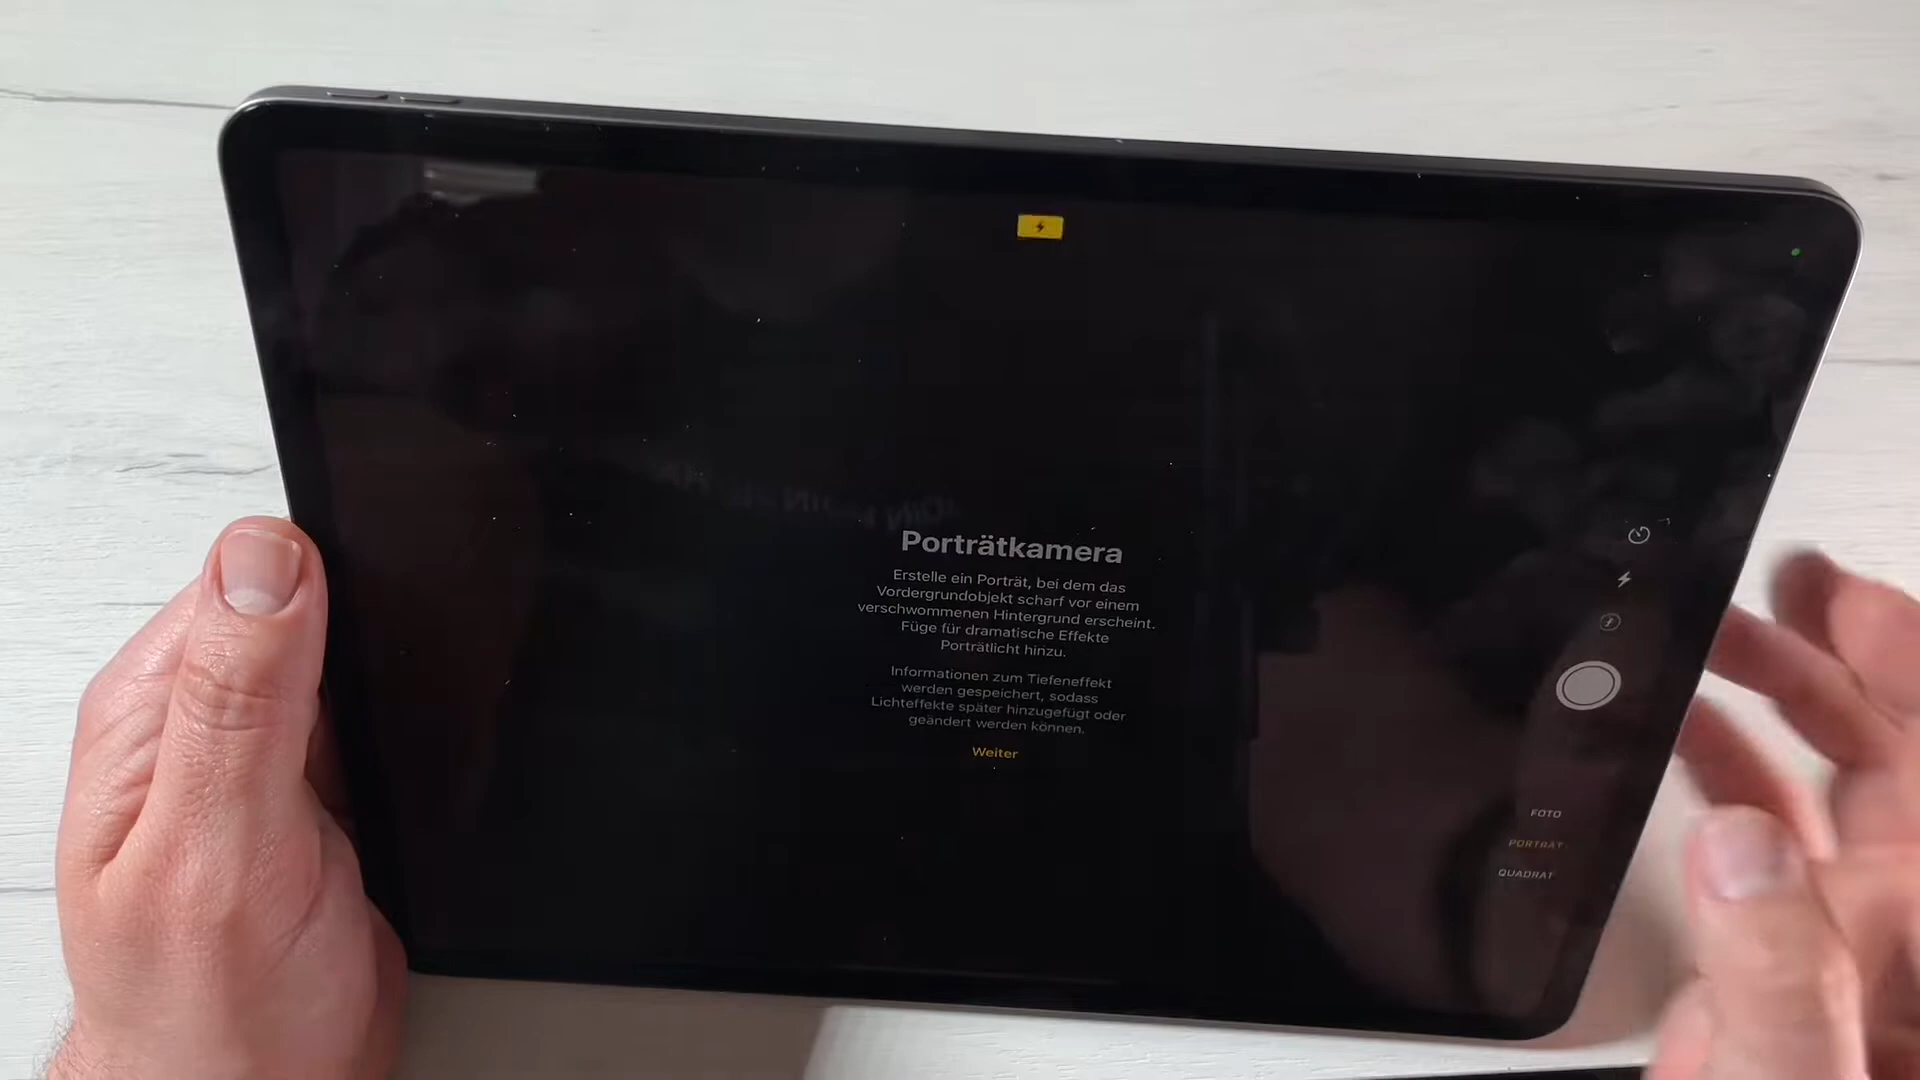 Porträtkamera
Erstelle ein Porträt, bei dem das
Vordergrundobjekt scharf vor einem
verschwommenen Hintergrund erscheint.
Füge für dramatische Effekte
Porträtlicht hinzu.
Informationen zum Tiefeneffekt
werden gespeichert, sodass
Lichteffekte später hinzugefügt oder
geändert werden können.
Weiter
FOTO
PORTRÄT
QUADRAT